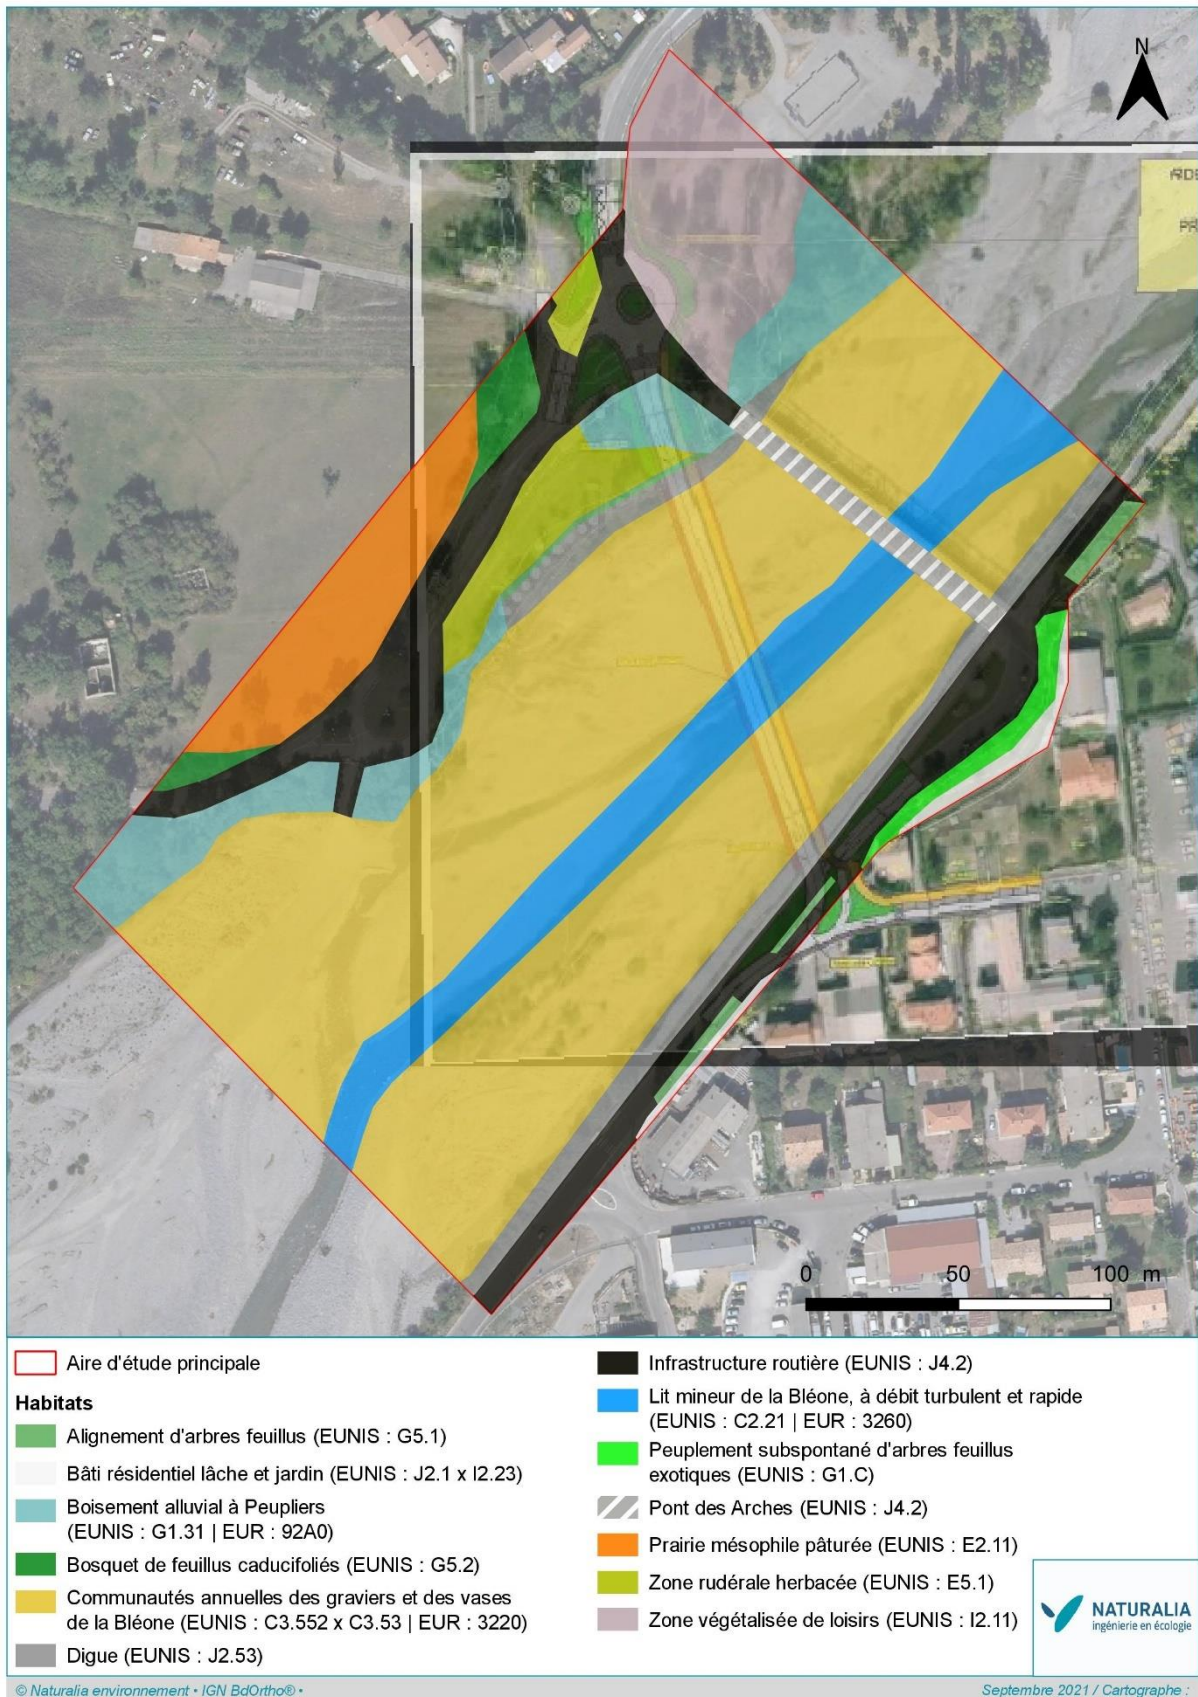 N
0 50 100 m
Aire d'étude principale
Habitats
Alignement d'arbres feuillus (EUNIS : G5.1)
Bâti résidentiel lâche et jardin (EUNIS : J2.1 x I2.23)
Boisement alluvial à Peupliers
(EUNIS : G1.31 | EUR : 92A0)
Bosquet de feuillus caducifoliés (EUNIS : G5.2)
Communautés annuelles des graviers et des vases
de la Bléone (EUNIS : C3.552 x C3.53 | EUR : 3220)
Digue (EUNIS : J2.53)
Infrastructure routière (EUNIS : J4.2)
Lit mineur de la Bléone, à débit turbulent et rapide
(EUNIS : C2.21 | EUR : 3260)
Peuplement subspontané d'arbres feuillus
exotiques (EUNIS : G1.C)
Pont des Arches (EUNIS : J4.2)
Prairie mésophile pâturée (EUNIS : E2.11)
Zone rudérale herbacée (EUNIS : E5.1)
Zone végétalisée de loisirs (EUNIS : I2.11)
NATURALIA
ingénierie en écologie
© Naturalia environnement • IGN BdOrtho® •
Septembre 2021 / Cartographe :